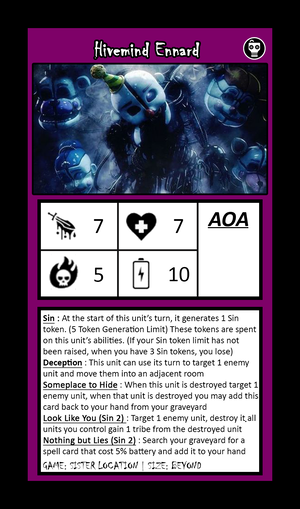 Hivemind Ennard
7
7
AOA
5
10
Sin : At the start of this unit's turn, it generates 1 Sin
token. (5 Token Generation Limit) These tokens are spent
on this unit's abilities. (If your Sin token limit has not
been raised, when you have 3 Sin tokens, you lose)
Deception : This unit can use its turn to target 1 enemy
unit and move them into an adjacent room
Someplace to Hide : When this unit is destroyed target 1
enemy unit, when that unit is destroyed you may add this
card back to your hand from your graveyard
Look Like You (Sin 2) : Target 1 enemy unit, destroy it,all
units you control gain 1 tribe from the destroyed unit
Nothing but Lies (Sin 2) : Search your graveyard for a
spell card that cost 5% battery and add it to your hand
GAME: SISTER LOCATION | SIZE: BEYOND